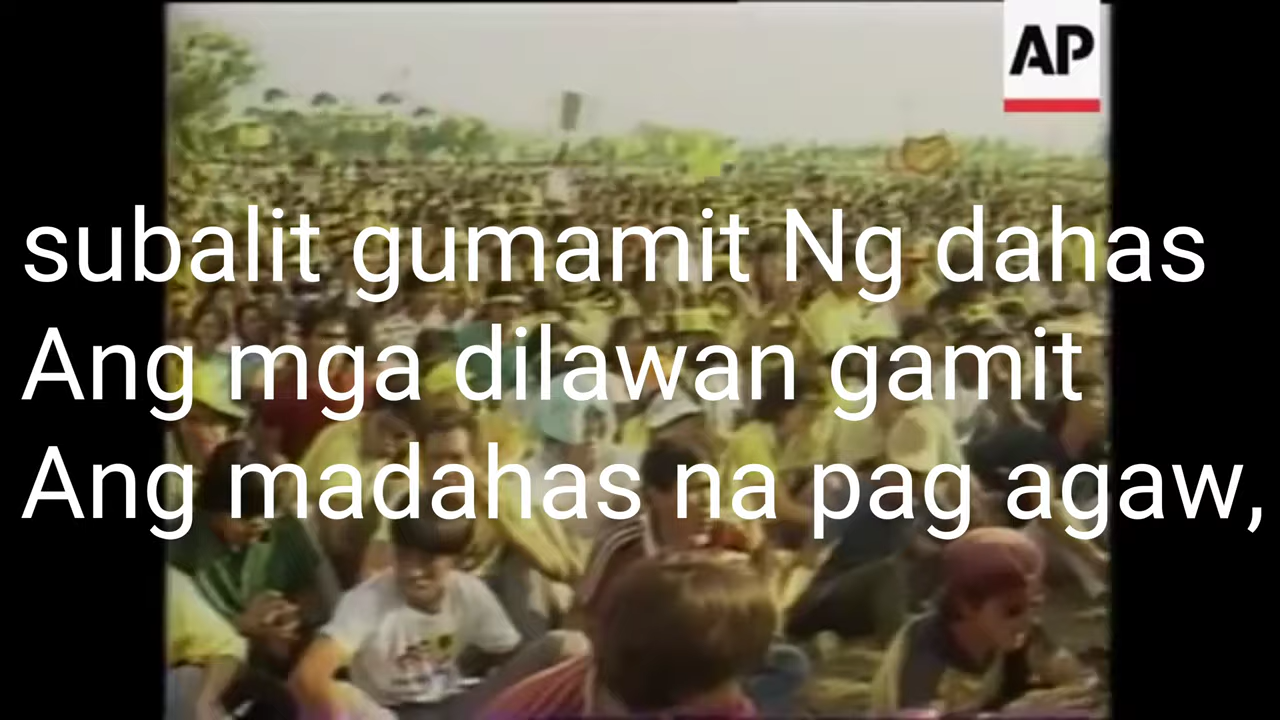 AP
subalit gumamit Ng dahas
Ang mga dilawan gamit
Ang madahas na pag agaw,